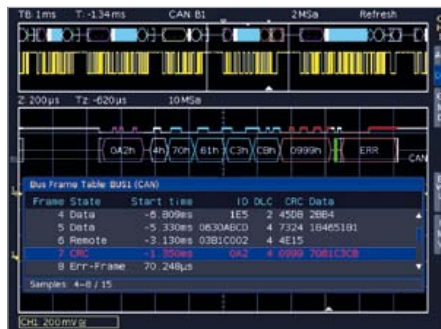 TB: 1ms T: -1.34ms CAN: B1 2MSa Refresh
Z: 200µs Tz: -620µs 10MSa
0A2h 4h 70h 61h C3h CBh 0999h ERR
CAN
Bus Frame Table: BUS1 (CAN)
Frame State Start time ID DLC CRC Data
4 Data -6.809ms 1E5 2 45DB 2BB4
5 Data -5.330ms 0630ABCD 4 7324 18465181
6 Remote -3.130ms 03B1C002 4 4E15
7 CRC -1.350ms 0A2 4 0999 7061C3CB
8 Err-Frame 70.248µs
Samples: 4-8 / 15
CH1: 200mV